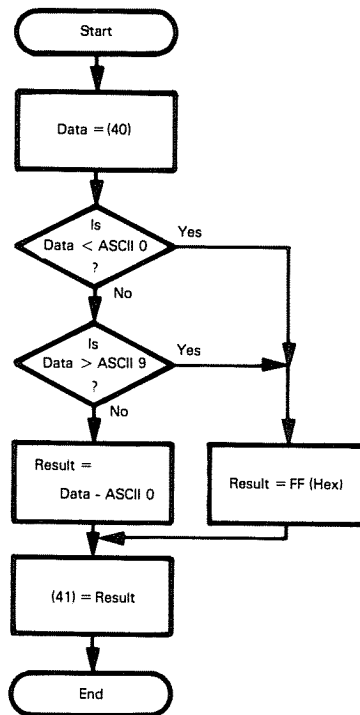 Start
Data = (40)
Is
Data < ASCII 0
?
Yes
No
Is
Data > ASCII 9
?
Yes
No
Result =
Data - ASCII 0
Result = FF (Hex)
(41) = Result
End